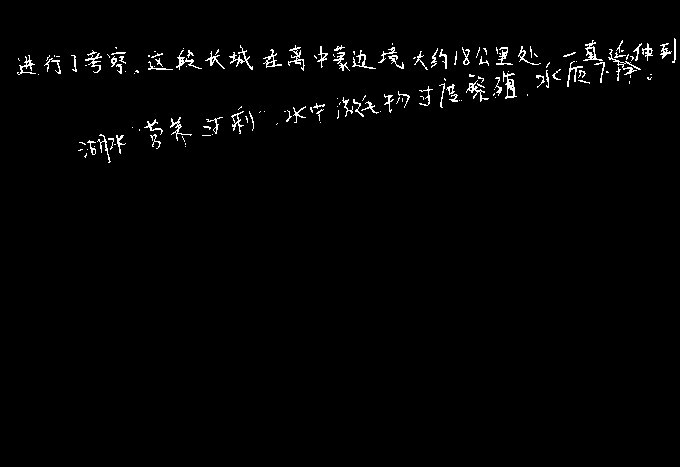 进行了考察。这段长城在离中蒙边境大约18公里处，一直延伸到
湖水“营养过剩”，水中微生物过度繁殖，水质下降。